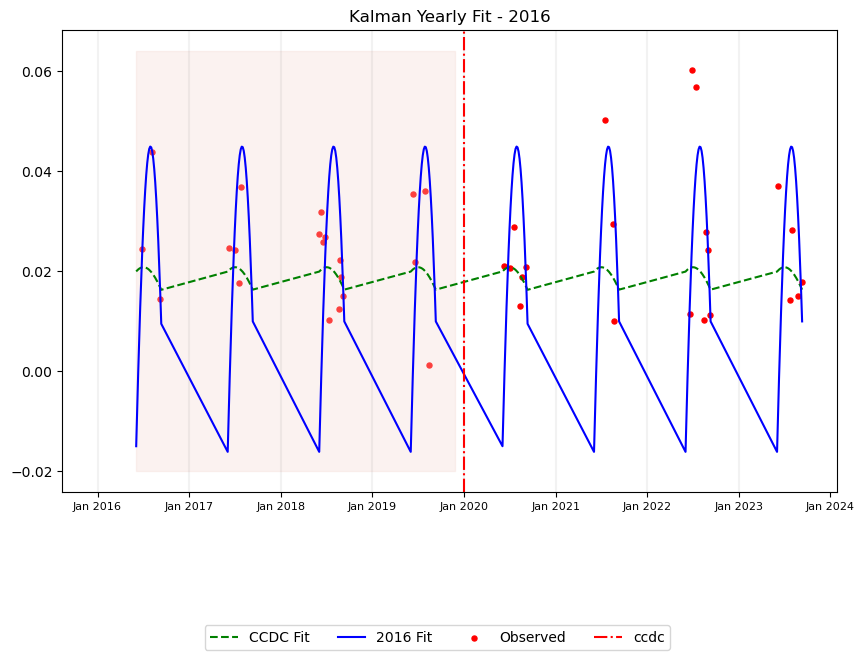 Kalman Yearly Fit - 2016
0.06
0.04
0.02
0.00
−0.02
Jan 2016 Jan 2017 Jan 2018 Jan 2019 Jan 2020 Jan 2021 Jan 2022 Jan 2023 Jan 2024
CCDC Fit 2016 Fit Observed ccdc